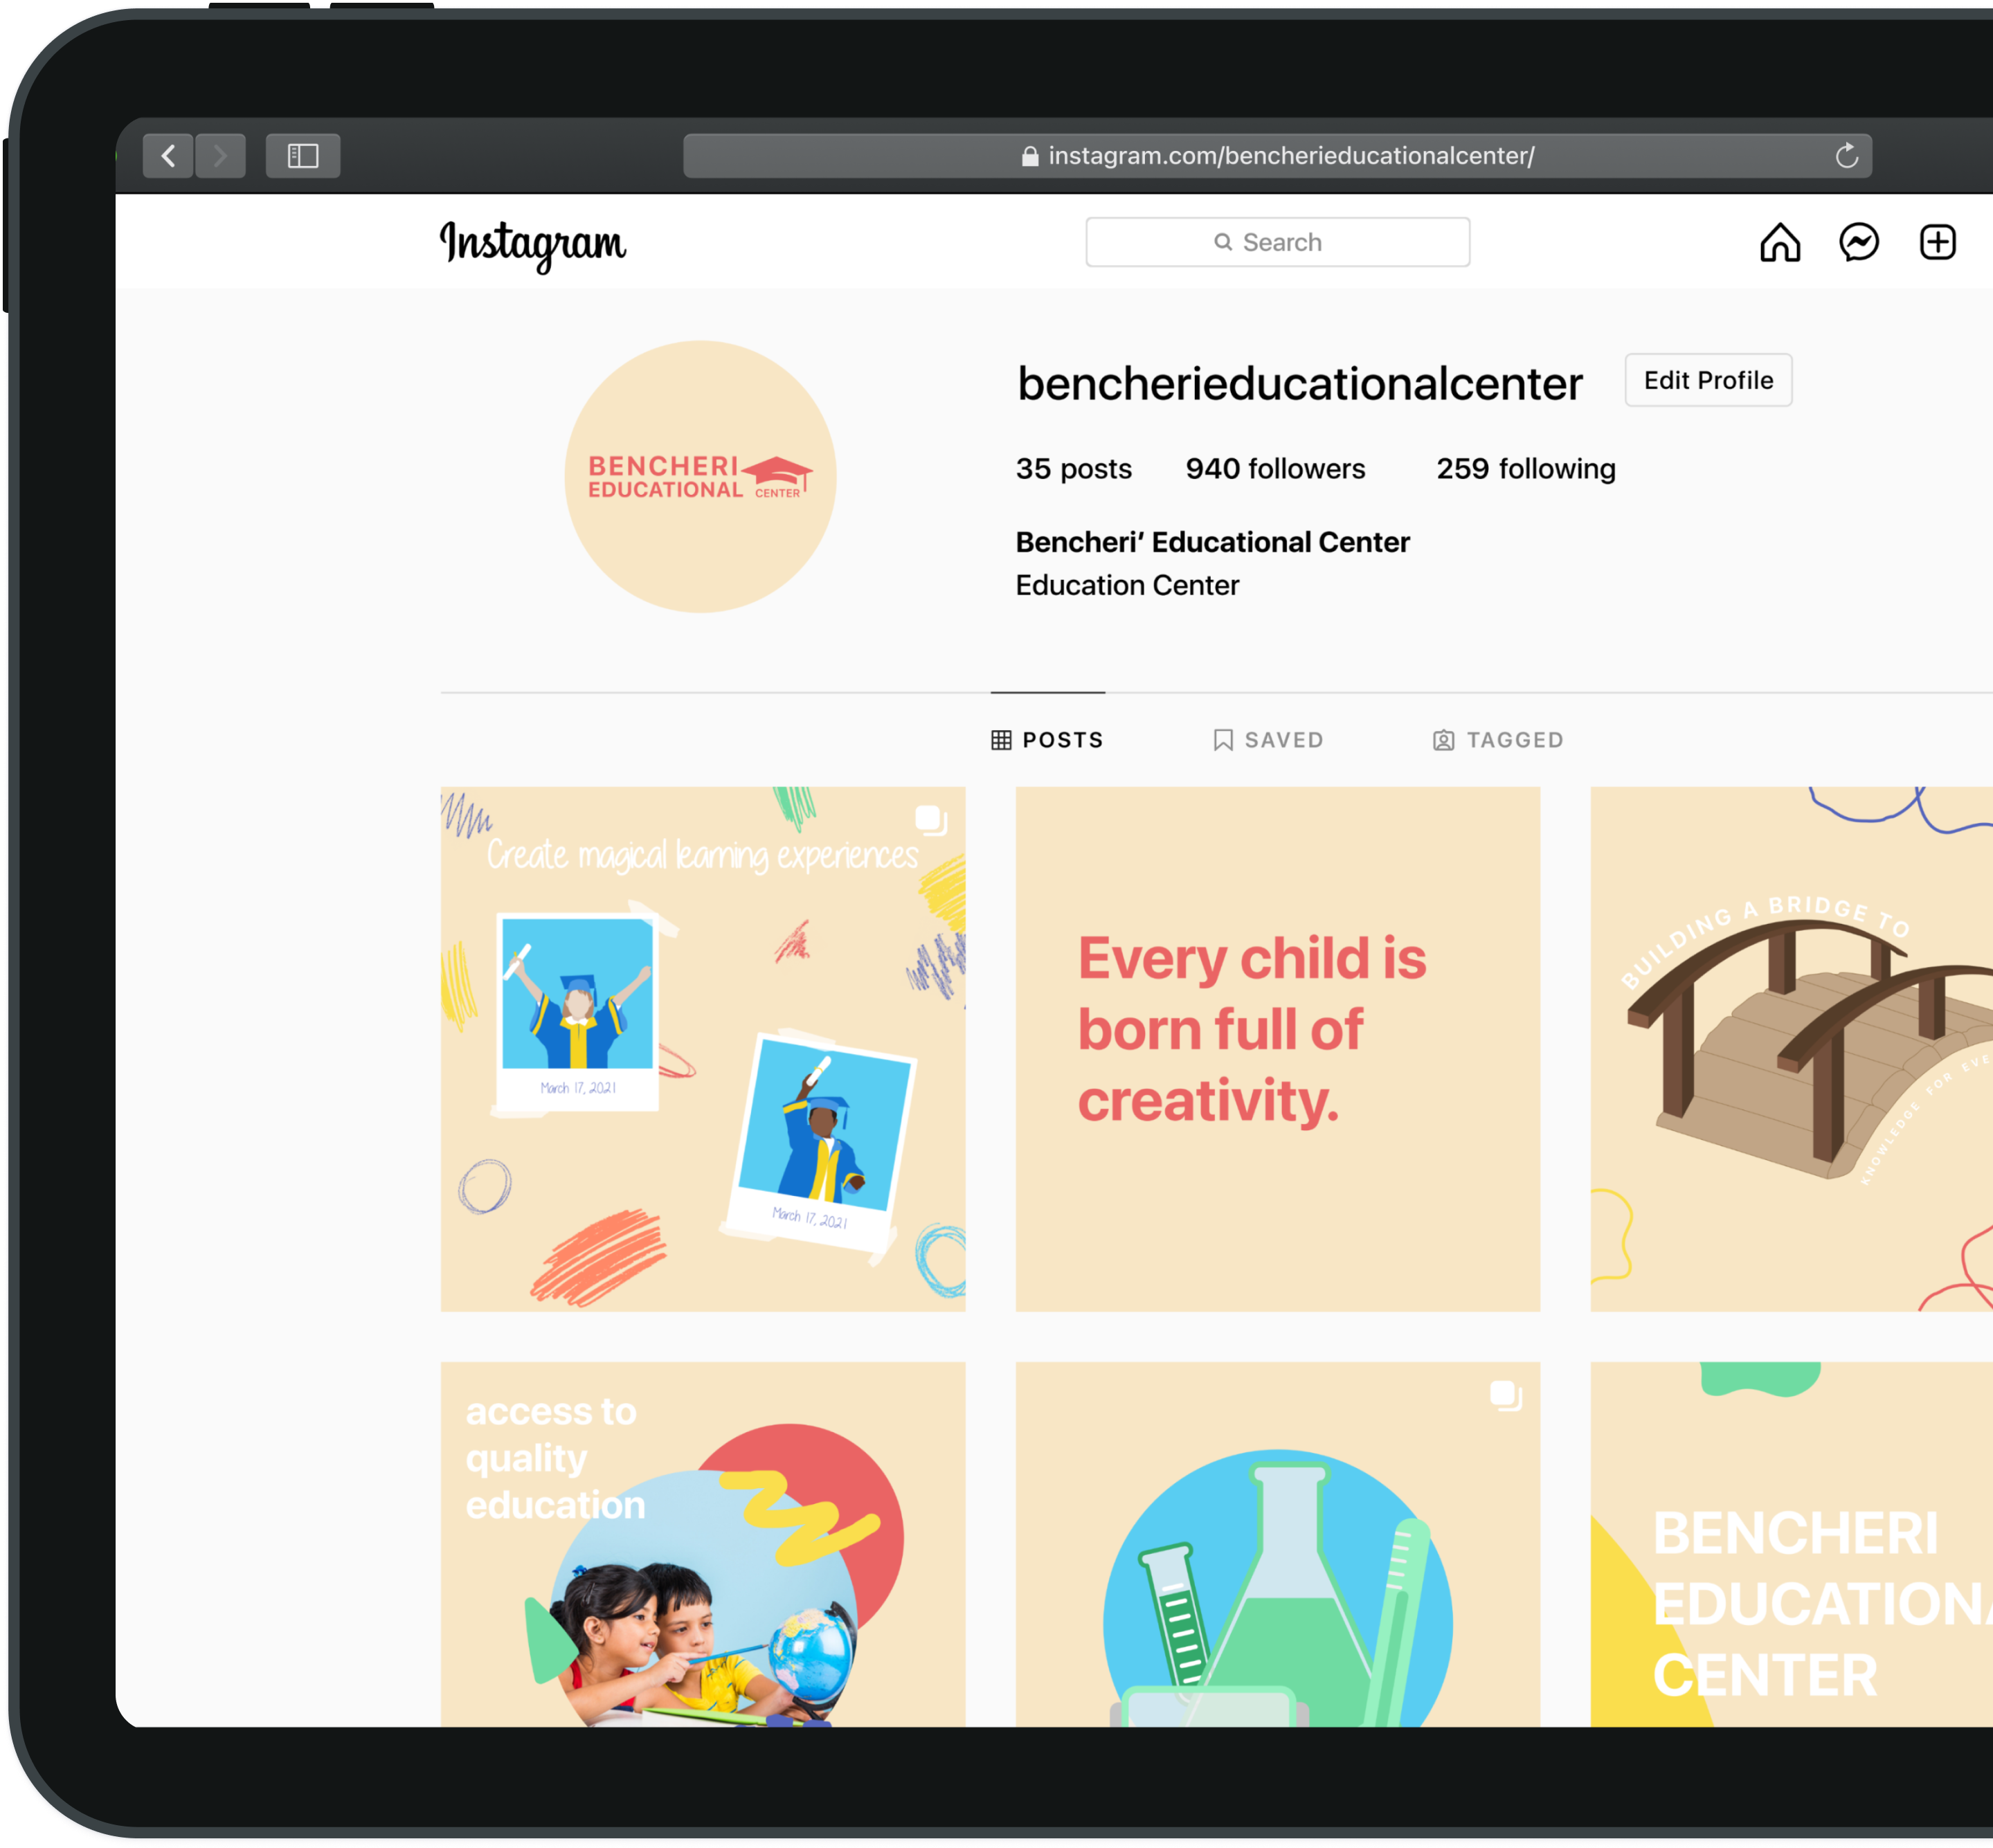 instagram.com/bencherieducationalcenter/
Instagram
Search
bencherieducationalcenter
Edit Profile
35 posts
940 followers
259 following
BENCHERI
EDUCATIONAL CENTER
Bencheri’ Educational Center
Education Center
POSTS
SAVED
TAGGED
Create magical learning experiences
March 17, 2021
March 17, 2021
Every child is
born full of
creativity.
BUILDING A BRIDGE TO
KNOWLEDGE FOR
access to
quality
education
BENCHERI
CENTER